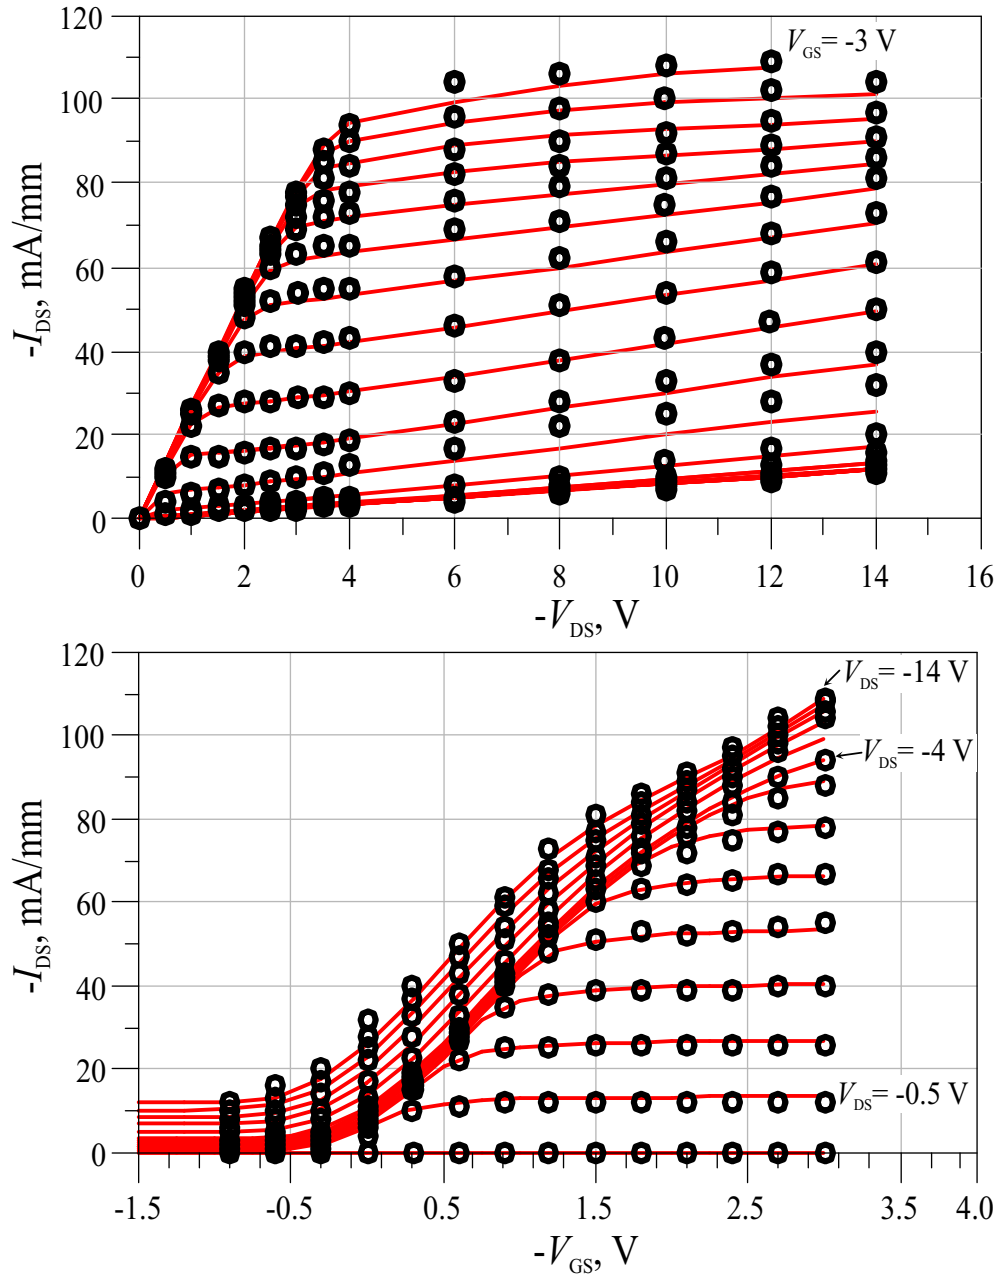 120
V_GS = -3 V
100
80
60
40
20
0
-I_DS, mA/mm
0 2 4 6 8 10 12 14 16
-V_DS, V
120
V_DS = -14 V
100
V_DS = -4 V
80
60
40
20
V_DS = -0.5 V
0
-I_DS, mA/mm
-1.5 -0.5 0.5 1.5 2.5 3.5 4.0
-V_GS, V